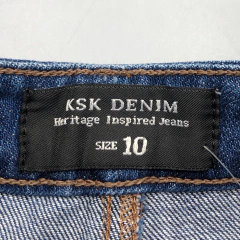 KSK DENIM
Heritage Inspired Jeans
SIZE 10